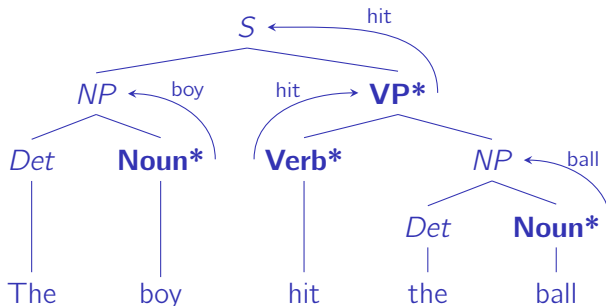 hit
S
boy
hit
NP
VP*
ball
Det
Noun*
Verb*
NP
Det
Noun*
The boy hit the ball